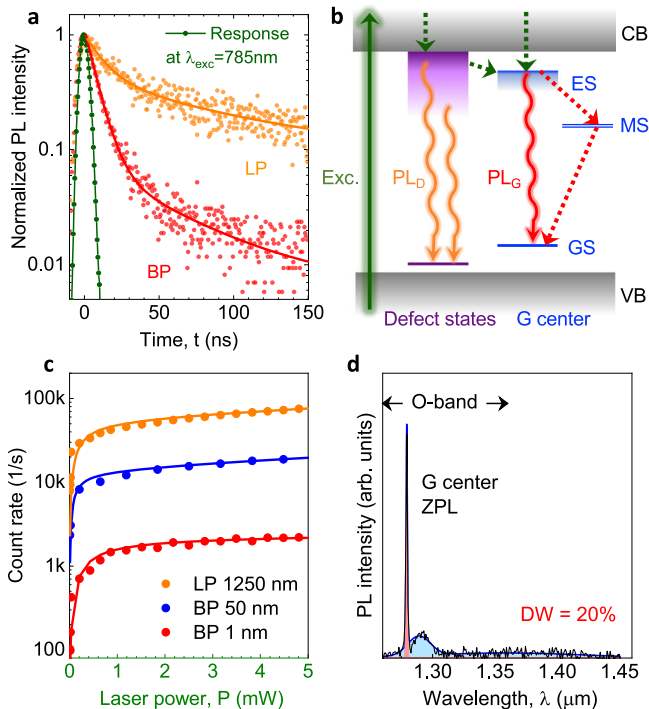 a
Normalized PL intensity
1
0.1
0.01
Response
at λexc=785nm
LP
BP
0
50
100
150
Time, t (ns)
b
CB
ES
MS
Exc.
PLD
PLG
GS
VB
Defect states
G center
c
Count rate (1/s)
100k
10k
1k
100
LP 1250 nm
BP 50 nm
BP 1 nm
0
1
2
3
4
5
Laser power, P (mW)
d
PL intensity (arb. units)
O-band
G center
ZPL
DW = 20%
1.30
1.35
1.40
1.45
Wavelength, λ (μm)